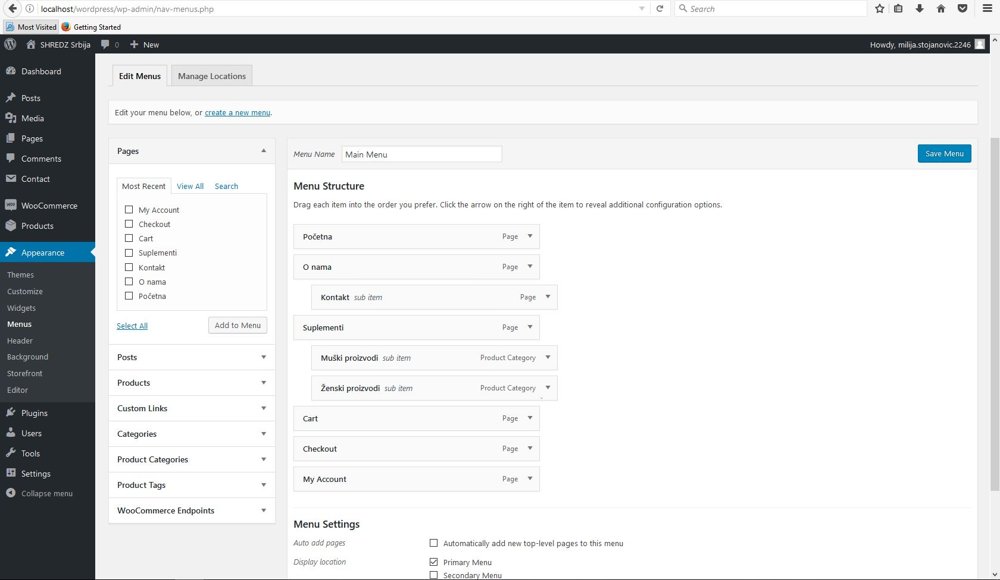 localhost/wordpress/wp-admin/nav-menus.php
Search
Most Visited
Getting Started
SHREDZ Srbija
0
New
Howdy, milija.stojanovic.2246
Dashboard
Posts
Media
Pages
Comments
Contact
WooCommerce
Products
Appearance
Themes
Customize
Widgets
Menus
Header
Background
Storefront
Editor
Plugins
Users
Tools
Settings
Collapse menu
Edit Menus
Manage Locations
Edit your menu below, or create a new menu.
Pages
Most Recent
View All
Search
My Account
Checkout
Cart
Suplementi
Kontakt
O nama
Početna
Select All
Add to Menu
Posts
Products
Custom Links
Categories
Product Categories
Product Tags
WooCommerce Endpoints
Menu Name
Main Menu
Save Menu
Menu Structure
Drag each item into the order you prefer. Click the arrow on the right of the item to reveal additional configuration options.
Početna Page
O nama Page
Kontakt sub item Page
Suplementi Page
Muški proizvodi sub item Product Category
Ženski proizvodi sub item Product Category
Cart Page
Checkout Page
My Account Page
Menu Settings
Auto add pages
Automatically add new top-level pages to this menu
Display location
Primary Menu
Secondary Menu